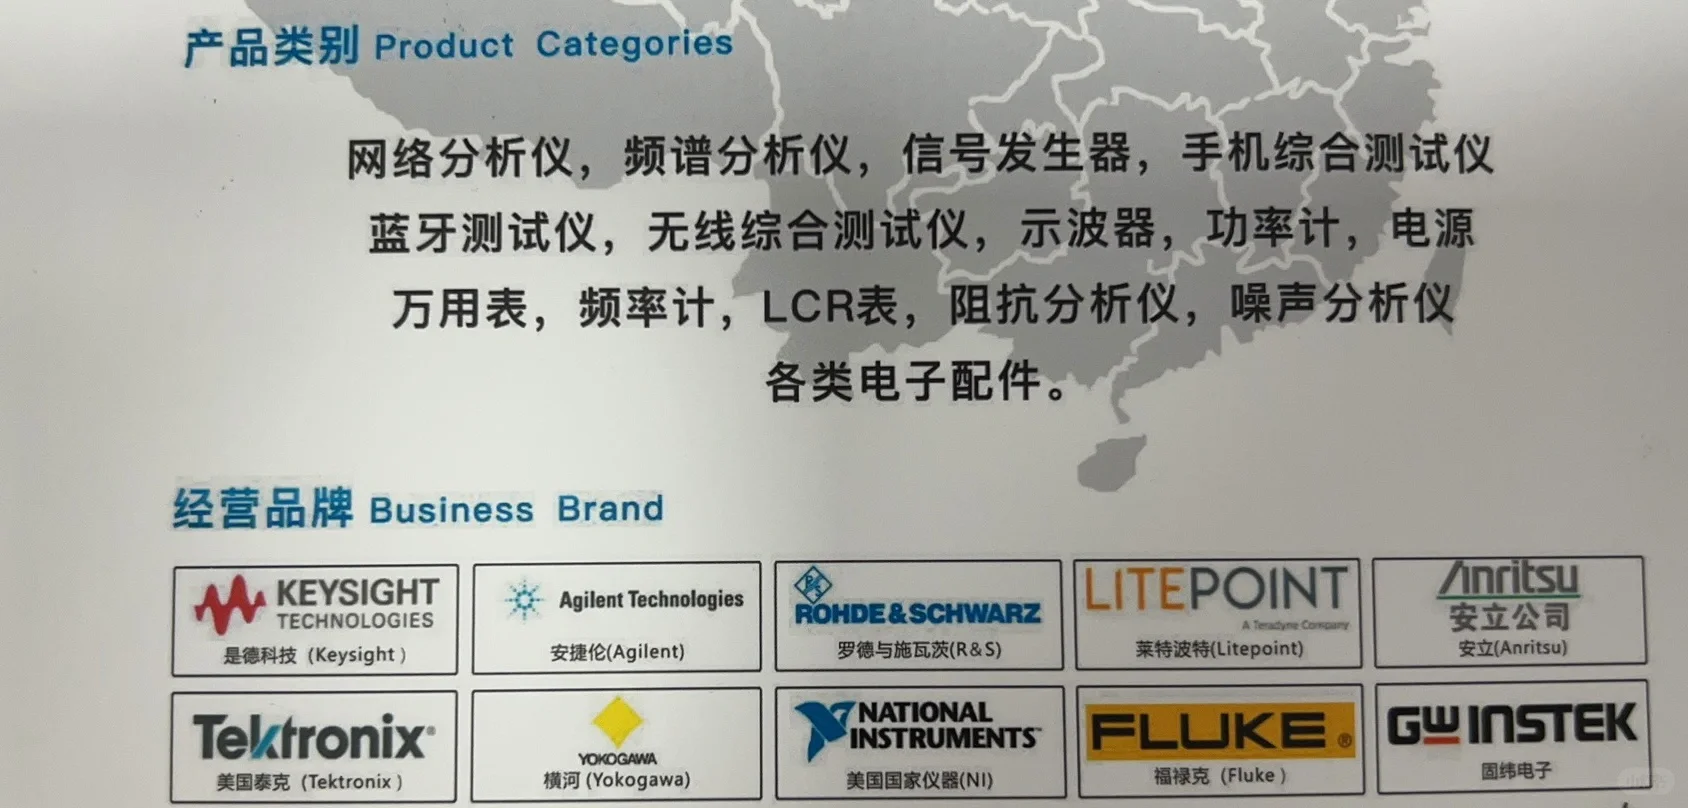 产品类别 Product Categories
网络分析仪，频谱分析仪，信号发生器，手机综合测试仪
蓝牙测试仪，无线综合测试仪，示波器，功率计，电源
万用表，频率计，LCR表，阻抗分析仪，噪声分析仪
各类电子配件。
经营品牌 Business Brand
KEYSIGHT
TECHNOLOGIES
是德科技（Keysight）
Agilent Technologies
安捷伦(Agilent)
R&S
ROHDE&SCHWARZ
罗德与施瓦茨(R&S)
LITEPOINT
A Teradyne Company
莱特波特(Litepoint)
Anritsu
安立公司
安立(Anritsu)
Tektronix®
美国泰克（Tektronix）
YOKOGAWA
横河(Yokogawa)
NATIONAL
INSTRUMENTS™
美国国家仪器(NI)
FLUKE®
福禄克（Fluke）
GW INSTEK
固纬电子